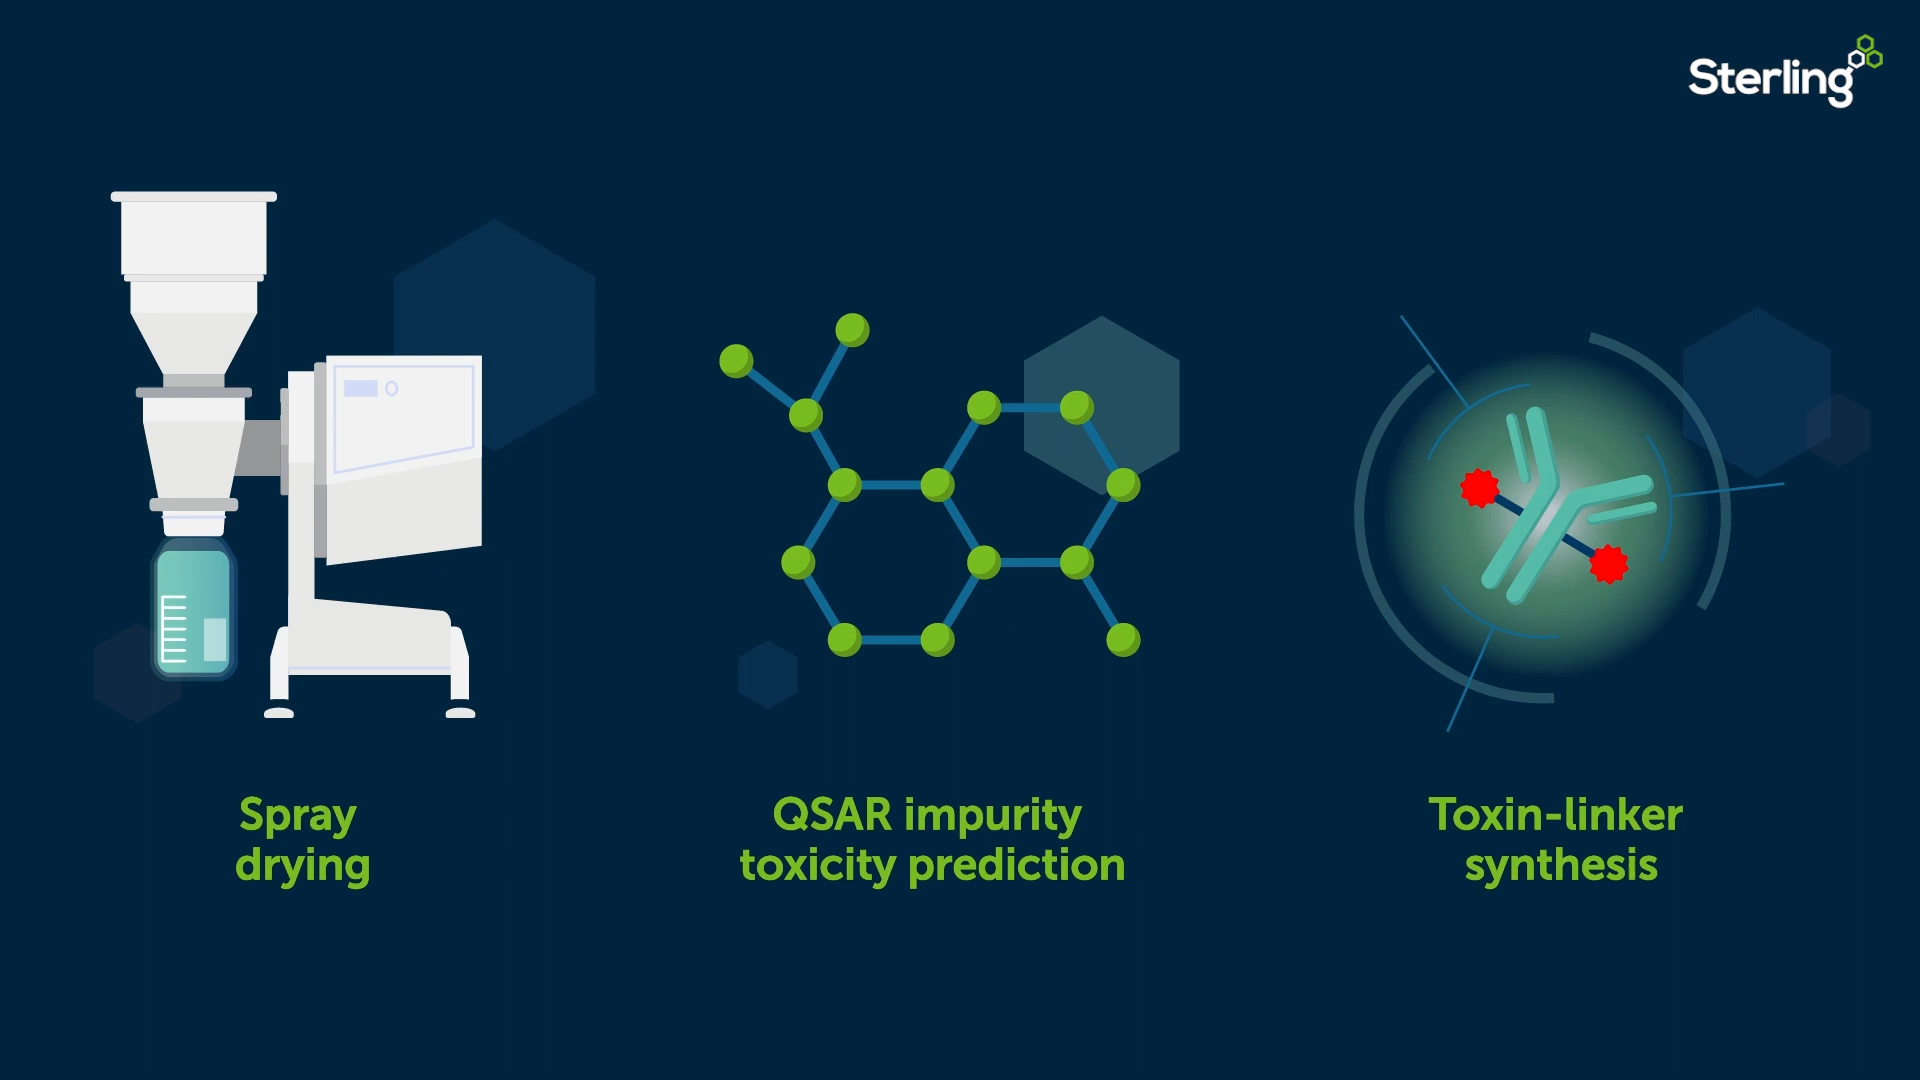 Sterling
Spray
drying
QSAR impurity
toxicity prediction
Toxin-linker
synthesis